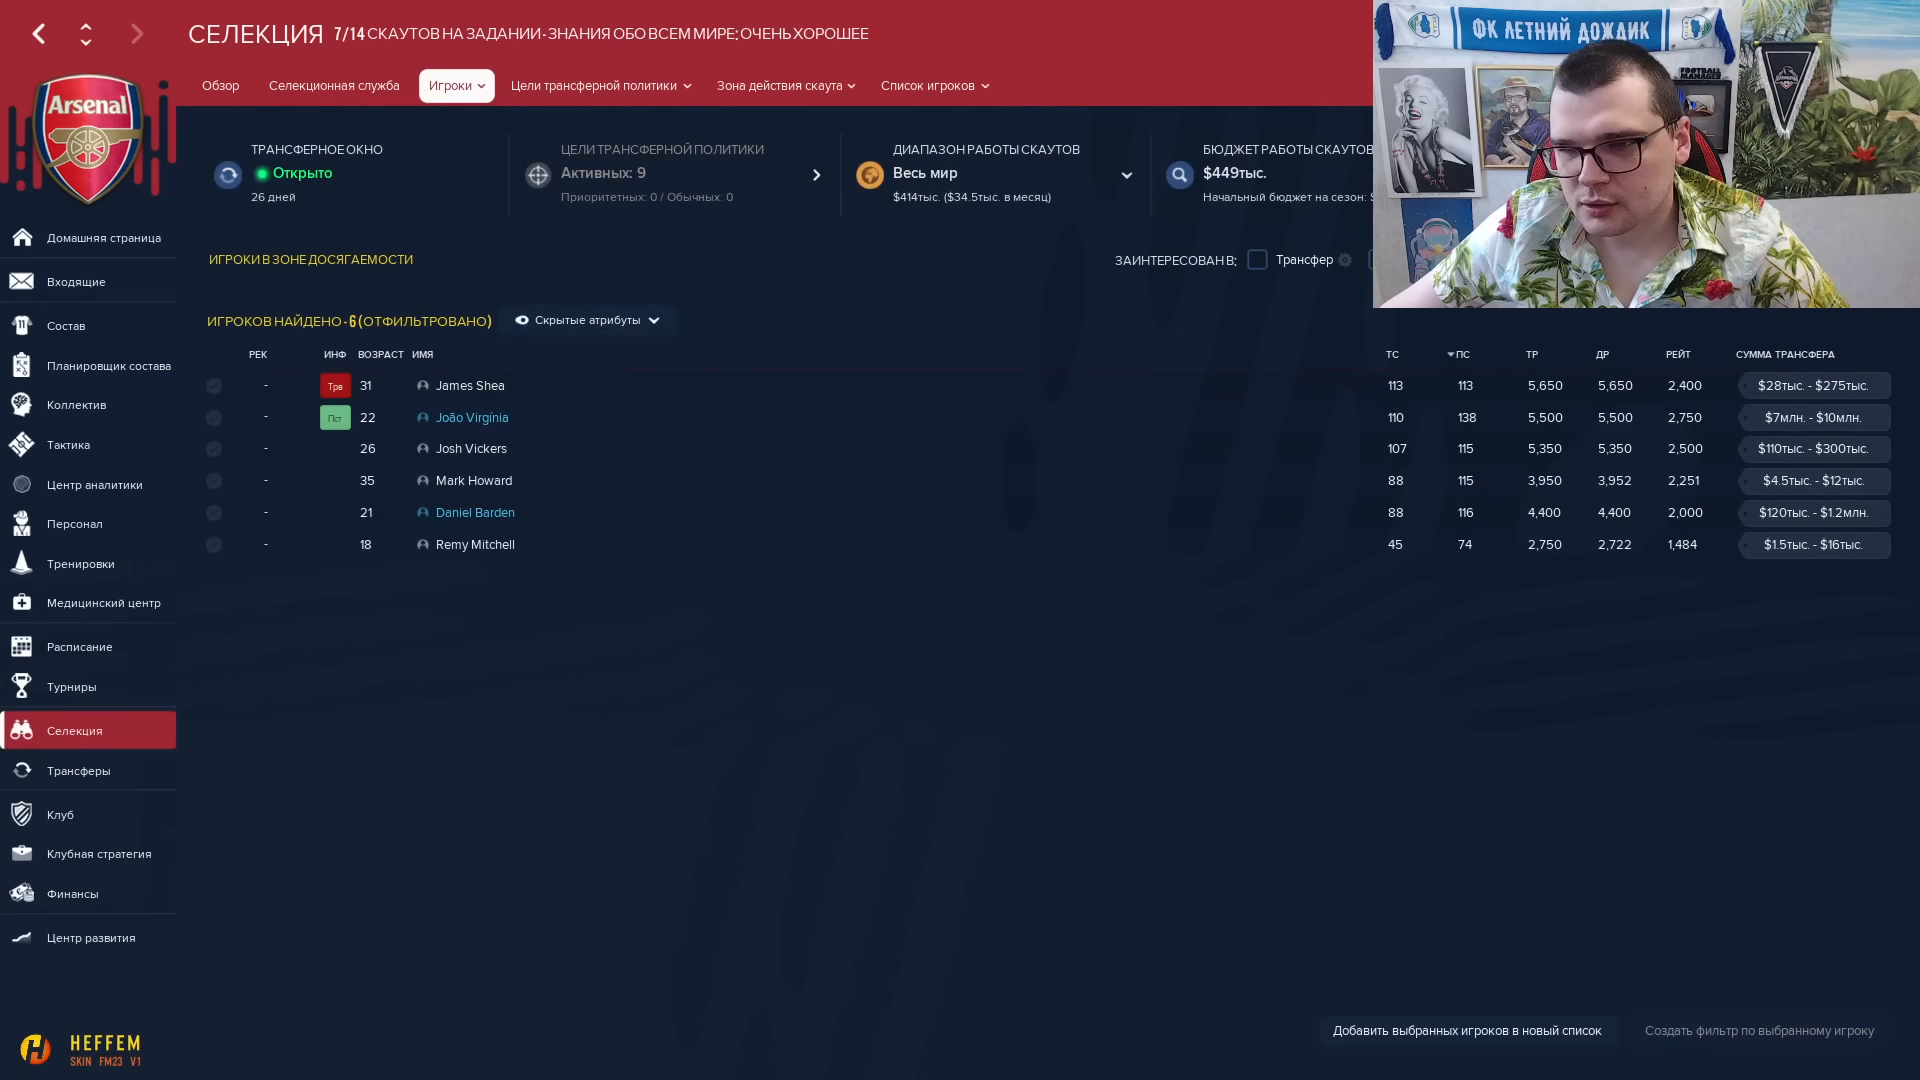 СЕЛЕКЦИЯ 7/14 СКАУТОВ НА ЗАДАНИИ - ЗНАНИЯ ОБО ВСЕМ МИРЕ: ОЧЕНЬ ХОРОШЕЕ
ФК ЛЕТНИЙ ДОЖДИК
FOOTBALL MANAGER
Обзор Селекционная служба Игроки Цели трансферной политики Зона действия скаута Список игроков
Arsenal
ТРАНСФЕРНОЕ ОКНО
Открыто
26 дней
ЦЕЛИ ТРАНСФЕРНОЙ ПОЛИТИКИ
Активных: 9
Приоритетных: 0 / Обычных: 0
ДИАПАЗОН РАБОТЫ СКАУТОВ
Весь мир
$414тыс. ($34.5тыс. в месяц)
БЮДЖЕТ РАБОТЫ СКАУТОВ
$449тыс.
Начальный бюджет на сезон:
ИГРОКИ В ЗОНЕ ДОСЯГАЕМОСТИ
ЗАИНТЕРЕСОВАН В: Трансфер
ИГРОКОВ НАЙДЕНО - 6 (ОТФИЛЬТРОВАНО) Скрытые атрибуты
РЕК ИНФ ВОЗРАСТ ИМЯ ТС ПС ТР ДР РЕЙТ СУММА ТРАНСФЕРА
- Трв 31 James Shea 113 113 5,650 5,650 2,400 $28тыс. - $275тыс.
- Пст 22 João Virgínia 110 138 5,500 5,500 2,750 $7млн. - $10млн.
- 26 Josh Vickers 107 115 5,350 5,350 2,500 $110тыс. - $300тыс.
- 35 Mark Howard 88 115 3,950 3,952 2,251 $4.5тыс. - $12тыс.
- 21 Daniel Barden 88 116 4,400 4,400 2,000 $120тыс. - $1.2млн.
- 18 Remy Mitchell 45 74 2,750 2,722 1,484 $1.5тыс. - $16тыс.
Домашняя страница
Входящие
11
Состав
Планировщик состава
Коллектив
Тактика
Центр аналитики
Персонал
Тренировки
Медицинский центр
Расписание
Турниры
Селекция
Трансферы
Клуб
Клубная стратегия
Финансы
Центр развития
Добавить выбранных игроков в новый список Создать фильтр по выбранному игроку
HEFFEM
SKIN FM23 V1